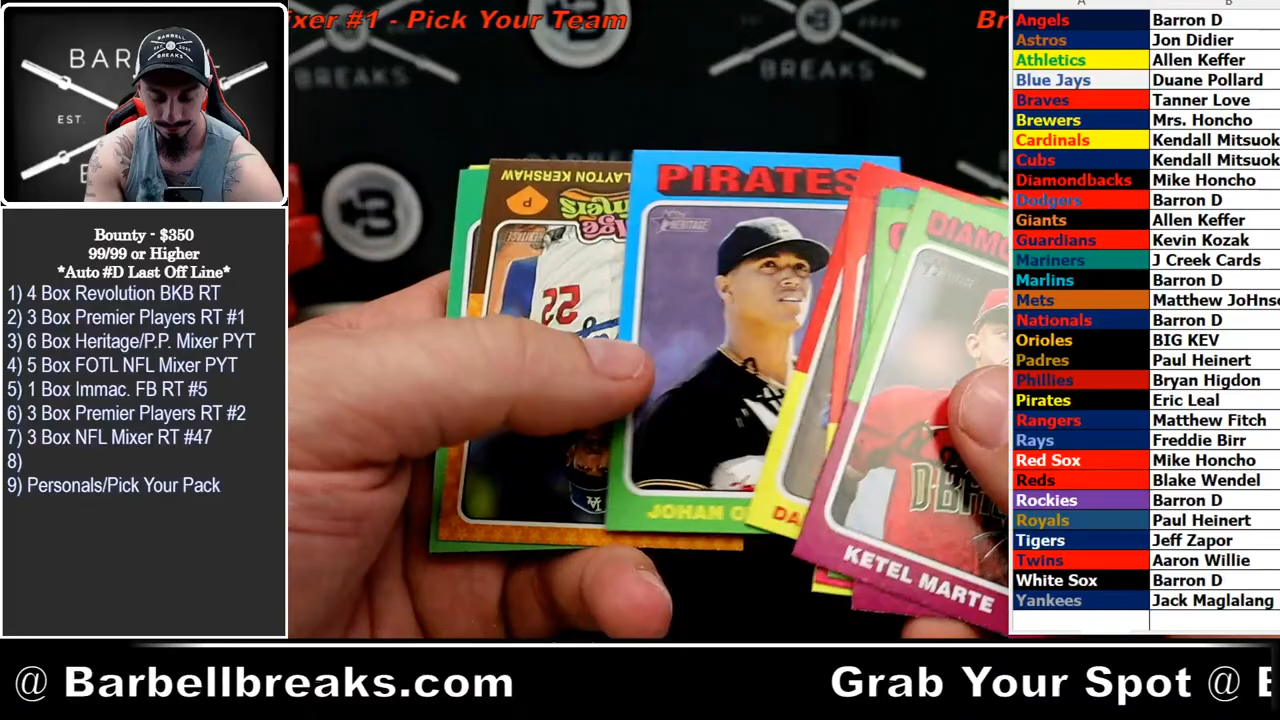 ixer #1 - Pick Your Team
Br
BAR
EST.
BARBELL
BREAKS
BREAKS
Bounty - $350
99/99 or Higher
*Auto #D Last Off Line*
1) 4 Box Revolution BKB RT
2) 3 Box Premier Players RT #1
3) 6 Box Heritage/P.P. Mixer PYT
4) 5 Box FOTL NFL Mixer PYT
5) 1 Box Immac. FB RT #5
6) 3 Box Premier Players RT #2
7) 3 Box NFL Mixer RT #47
8)
9) Personals/Pick Your Pack
LAYTON KERSHAW
P
22
PIRATES
Heritage
JOHAN O
DA
DIAMO
D-BA
KETEL MARTE
A
B
Angels Barron D
Astros Jon Didier
Athletics Allen Keffer
Blue Jays Duane Pollard
Braves Tanner Love
Brewers Mrs. Honcho
Cardinals Kendall Mitsuok
Cubs Kendall Mitsuok
Diamondbacks Mike Honcho
Dodgers Barron D
Giants Allen Keffer
Guardians Kevin Kozak
Mariners J Creek Cards
Marlins Barron D
Mets Matthew JoHnso
Nationals Barron D
Orioles BIG KEV
Padres Paul Heinert
Phillies Bryan Higdon
Pirates Eric Leal
Rangers Matthew Fitch
Rays Freddie Birr
Red Sox Mike Honcho
Reds Blake Wendel
Rockies Barron D
Royals Paul Heinert
Tigers Jeff Zapor
Twins Aaron Willie
White Sox Barron D
Yankees Jack Maglalang
@ Barbellbreaks.com
Grab Your Spot @ B